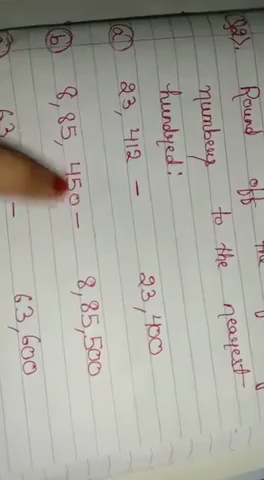 Q2). Round off the
numbers to the nearest
hundred:
(a) 23,412 - 23,400
(b) 8,85,450 - 8,85,500
63 - 63,600